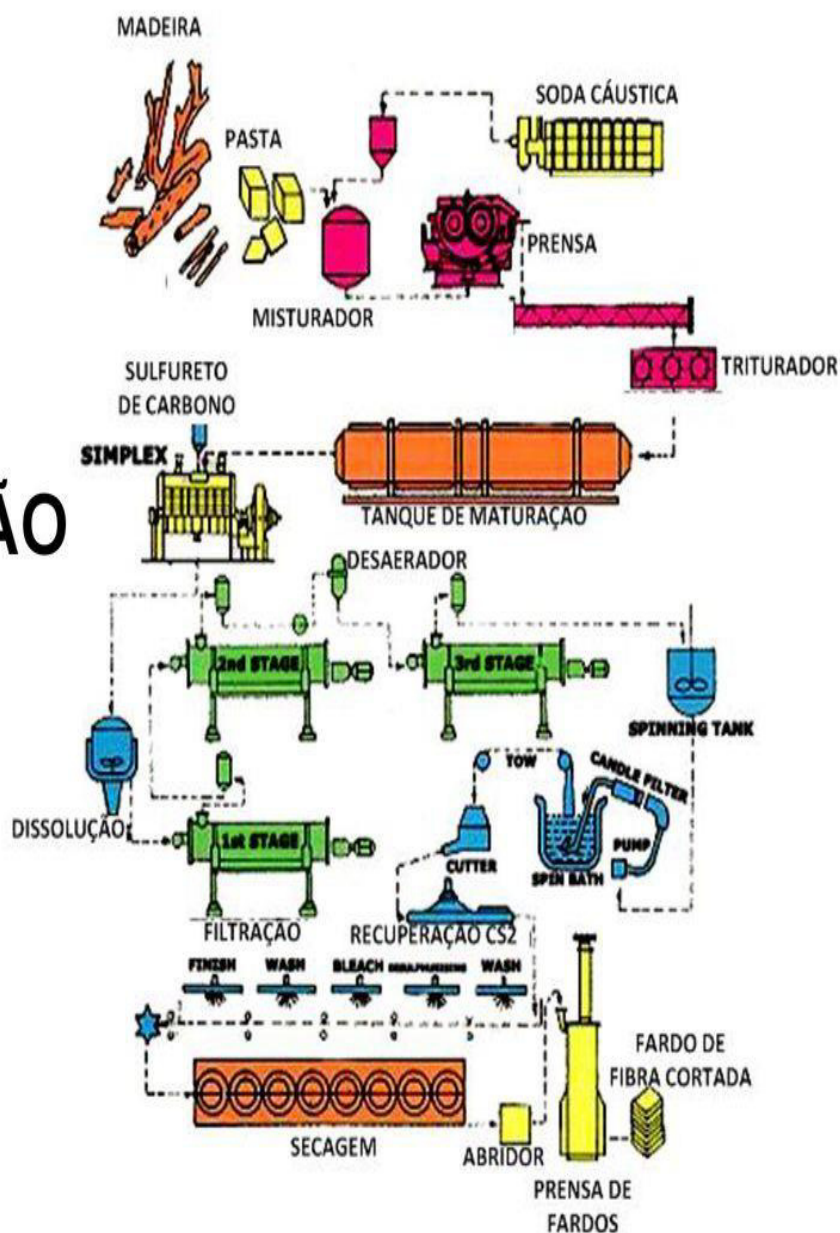 MADEIRA
SODA CÁUSTICA
PASTA
PRENSA
MISTURADOR
TRITURADOR
SULFURETO
DE CARBONO
SIMPLEX
TANQUE DE MATURAÇÃO
ÃO
DESAERADOR
2nd STAGE
3rd STAGE
SPINNING TANK
TOW
CANDLE FILTER
DISSOLUÇÃO
1st STAGE
CUTTER
SPIN BATH
PUMP
FILTRAÇÃO
RECUPERAÇÃO CS2
FINISH
WASH
BLEACH
WASH
FARDO DE
FIBRA CORTADA
SECAGEM
ABRIDOR
PRENSA DE
FARDOS